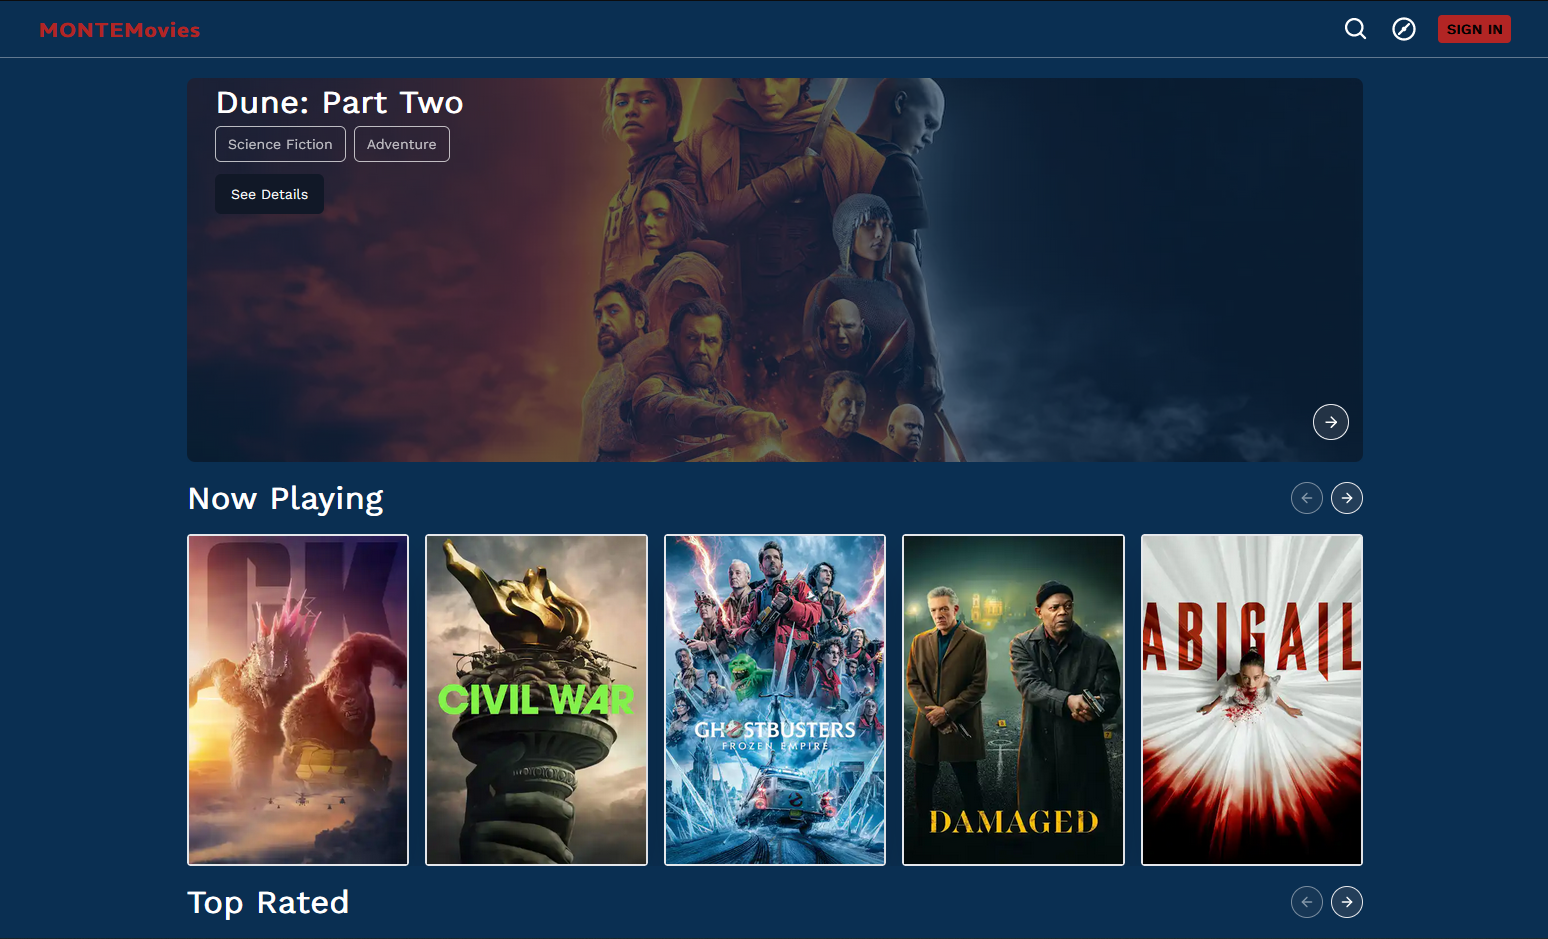 MONTEMovies
SIGN IN
Dune: Part Two
Science Fiction
Adventure
See Details
Now Playing
GK
CIVIL WAR
GHOSTBUSTERS
FROZEN EMPIRE
DAMAGED
ABIGAIL
Top Rated